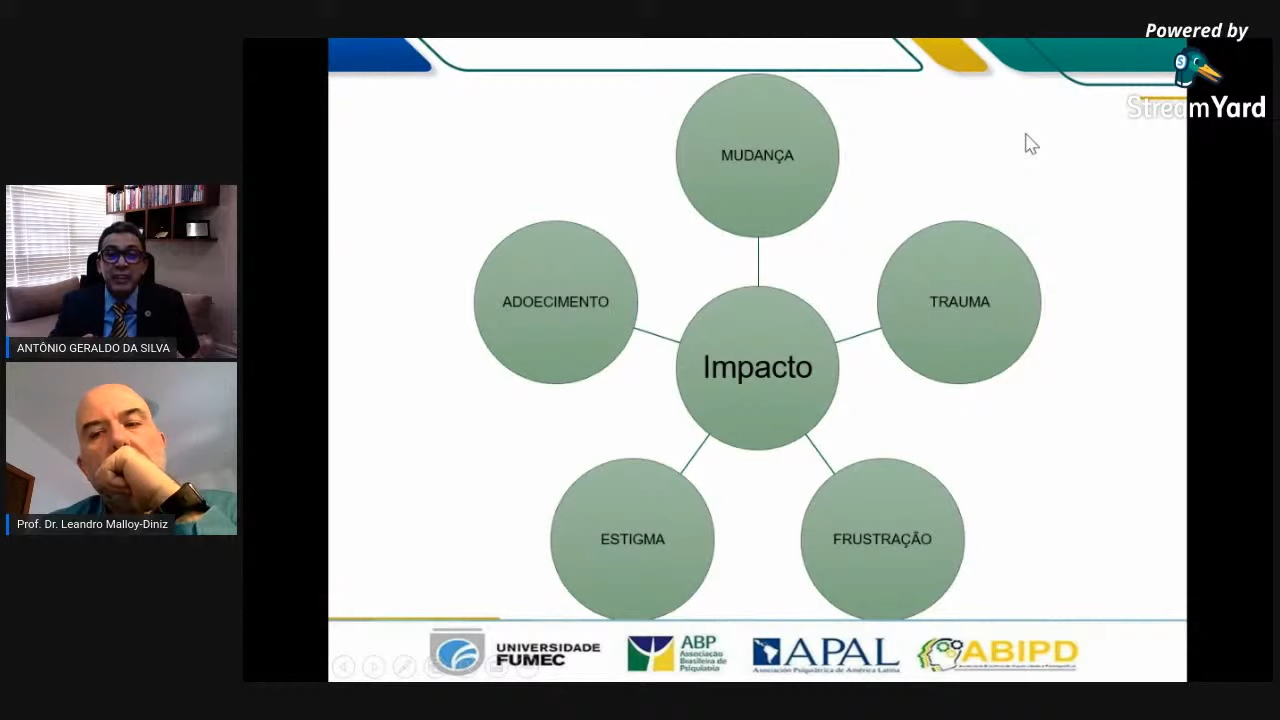 Powered by
StreamYard
MUDANÇA
ADOECIMENTO
TRAUMA
Impacto
ESTIGMA
FRUSTRAÇÃO
ANTÔNIO GERALDO DA SILVA
Prof. Dr. Leandro Malloy-Diniz
UNIVERSIDADE
FUMEC
ABP
Associação
Brasileira de
Psiquiatria
APAL
Asociación Psiquiátrica de América Latina
ABIPD